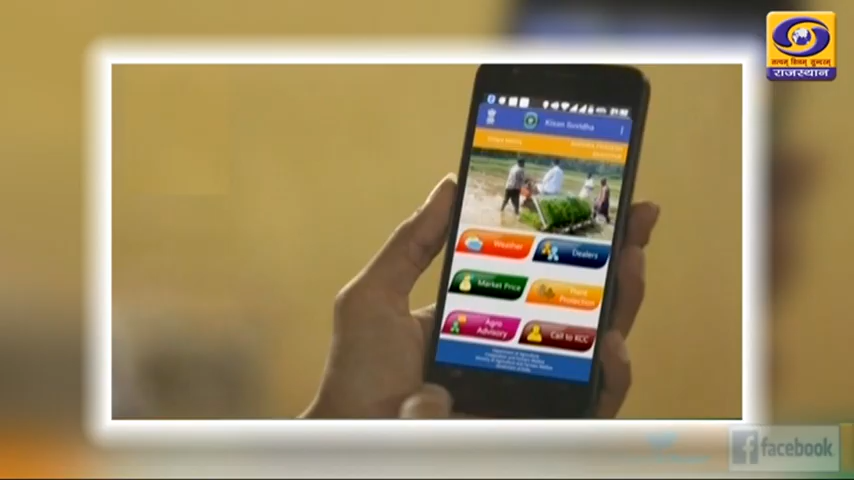 सत्यम् शिवम् सुन्दरम्
राजस्थान
Kisan Suvidha
Weather
Dealers
Market Price
Plant
Protection
Agro
Advisory
Call to KCC
facebook